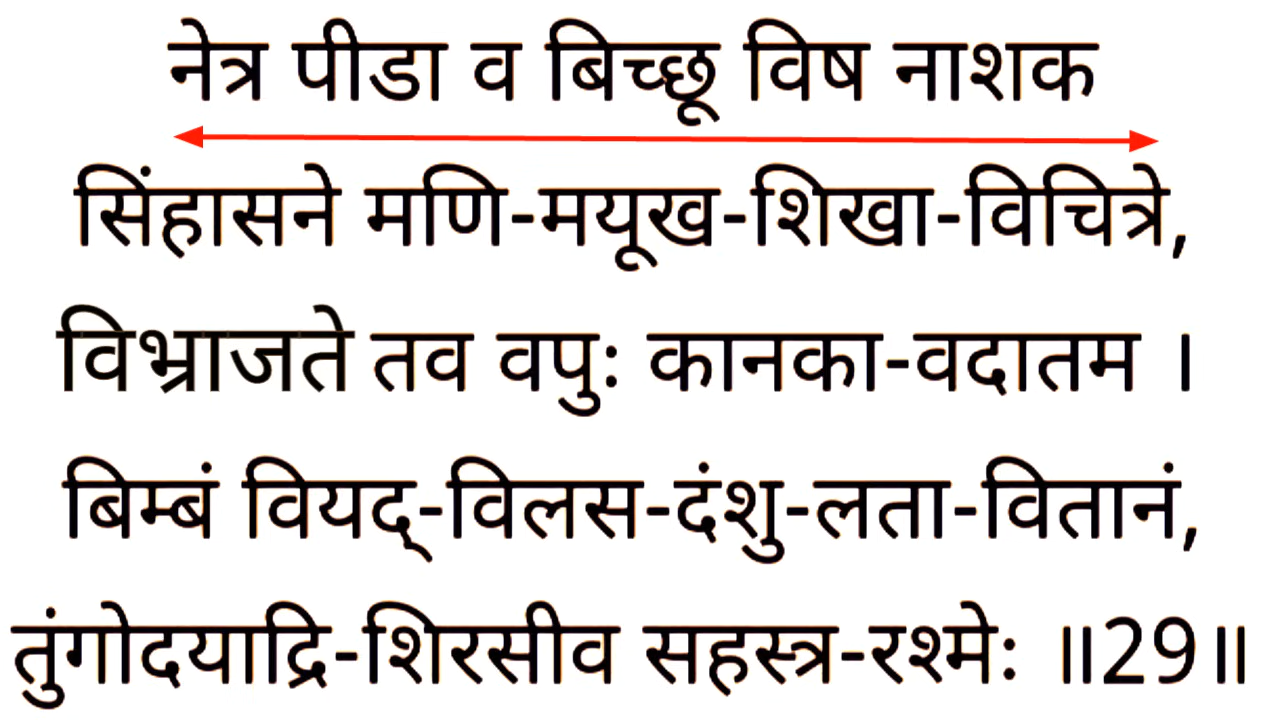 नेत्र पीडा व बिच्छू विष नाशक
सिंहासने मणि-मयूख-शिखा-विचित्रे,
विभ्राजते तव वपुः कानका-वदातम ।
बिम्बं वियद्-विलस-दंशु-लता-वितानं,
तुंगोदयाद्रि-शिरसीव सहस्त्र-रश्मेः ॥29॥